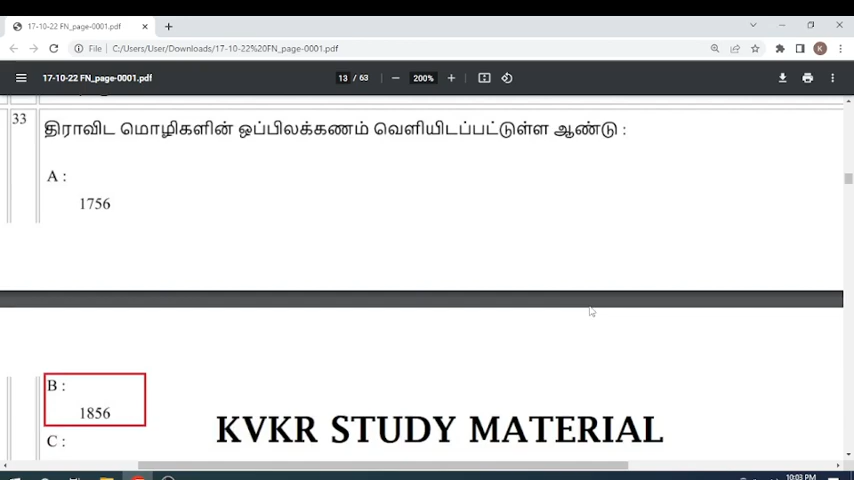 17-10-22 FN_page-0001.pdf
File
C:/Users/User/Downloads/17-10-22%20FN_page-0001.pdf
K
17-10-22 FN_page-0001.pdf
13 / 63
200%
33
திராவிட மொழிகளின் ஒப்பிலக்கணம் வெளியிடப்பட்டுள்ள ஆண்டு :
A :
1756
B :
1856
C :
KVKR STUDY MATERIAL
10:03 PM